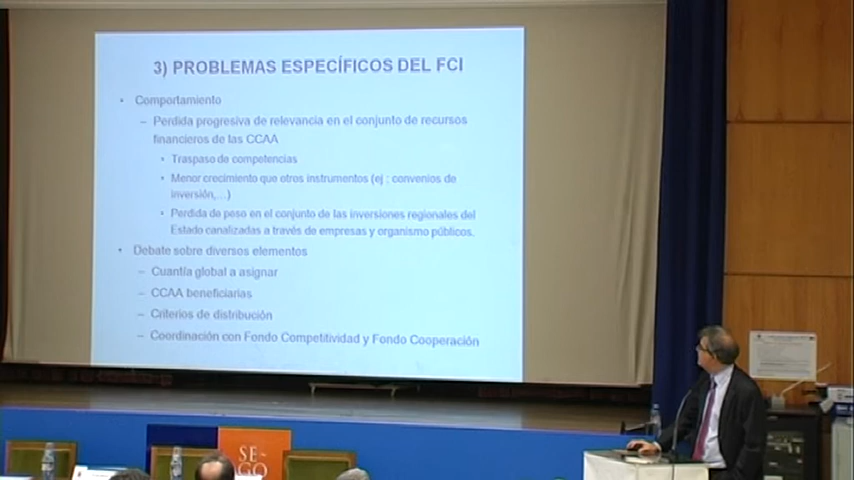 3) PROBLEMAS ESPECÍFICOS DEL FCI
• Comportamiento
– Perdida progresiva de relevancia en el conjunto de recursos
financieros de las CCAA
• Traspaso de competencias
• Menor crecimiento que otros instrumentos (ej : convenios de
inversión,...)
• Perdida de peso en el conjunto de las inversiones regionales del
Estado canalizadas a través de empresas y organismo públicos.
• Debate sobre diversos elementos
– Cuantía global a asignar
– CCAA beneficiarias
– Criterios de distribución
– Coordinación con Fondo Competitividad y Fondo Cooperación
SE~
GO